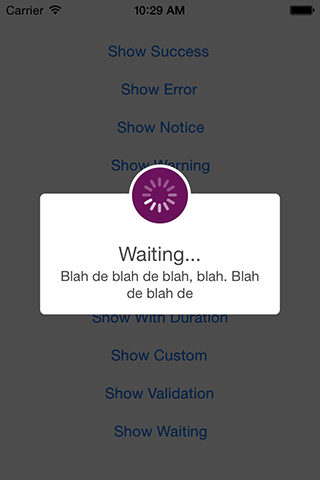 Carrier 10:29 AM
Show Success
Show Error
Show Notice
Show Warning
Waiting...
Blah de blah de blah, blah. Blah
de blah de
Show With Duration
Show Custom
Show Validation
Show Waiting